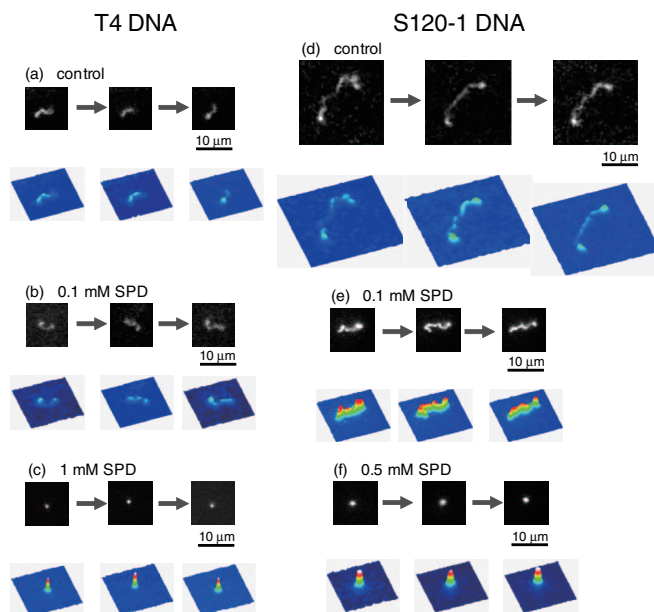 T4 DNA
S120-1 DNA
(a) control
10 µm
(d) control
10 µm
(b) 0.1 mM SPD
10 µm
(e) 0.1 mM SPD
10 µm
(c) 1 mM SPD
10 µm
(f) 0.5 mM SPD
10 µm